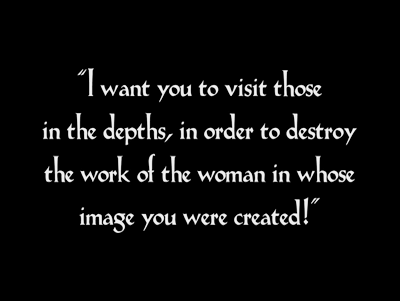 "I want you to visit those
in the depths, in order to destroy
the work of the woman in whose
image you were created!"